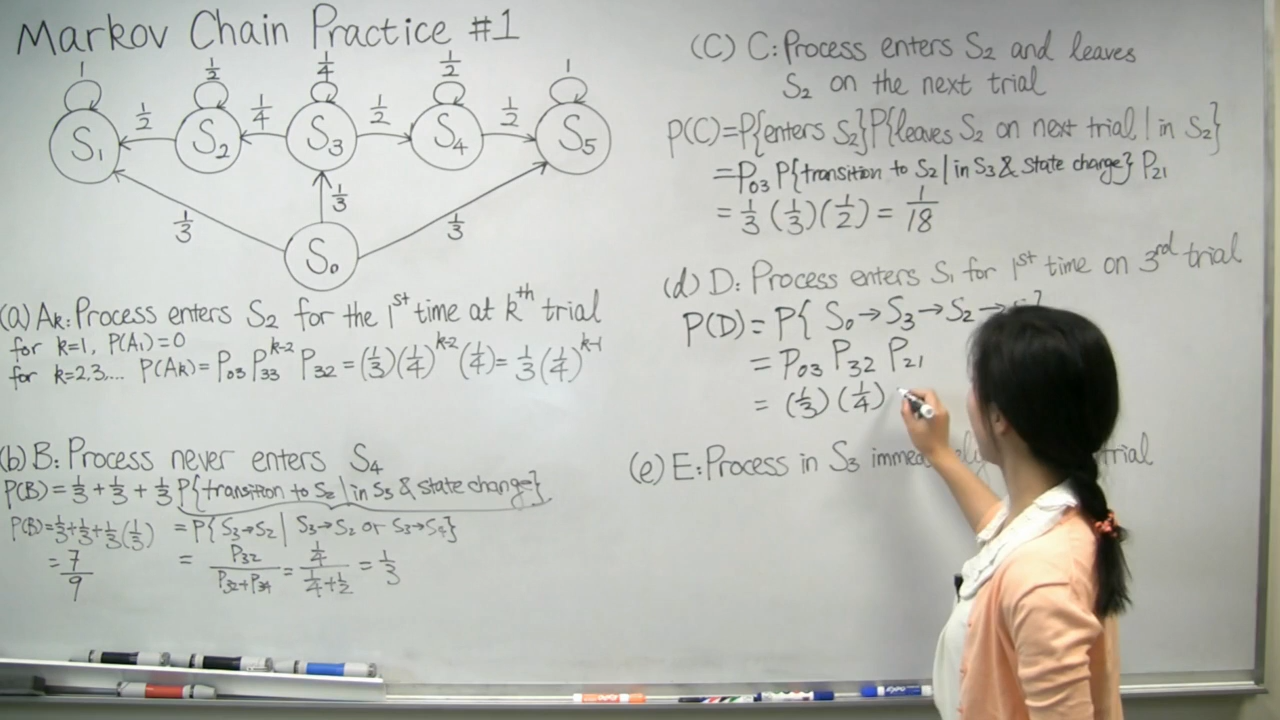 Markov Chain Practice #1
1 1/2 1/4 1/2 1
S1 1/2 S2 1/4 S3 1/2 S4 1/2 S5
1/3 1/3 1/3
S0
(a) Ak: Process enters S2 for the 1st time at kth trial
for k=1, P(A1)=0
for k=2,3,... P(Ak)= P03 P33^k-2 P32 = (1/3)(1/4)^k-2 (1/4) = 1/3 (1/4)^k-1
(b) B: Process never enters S4
P(B) = 1/3 + 1/3 + 1/3 P{transition to S2 | in S3 & state change}
P(B)=1/3+1/3+1/3(1/3) = P{S3→S2 | S3→S2 or S3→S4}
= 7/9 = P32/(P32+P34) = (1/4)/(1/4+1/2) = 1/3
(C) C: Process enters S2 and leaves
S2 on the next trial
P(C)=P{enters S2}P{leaves S2 on next trial | in S2}
=P03 P{transition to S2 | in S3 & state change} P21
= 1/3 (1/3)(1/2) = 1/18
(d) D: Process enters S1 for 1st time on 3rd trial
P(D)= P{ S0→S3→S2→
= P03 P32 P21
= (1/3)(1/4)
(e) E: Process in S3 trial
EXPO